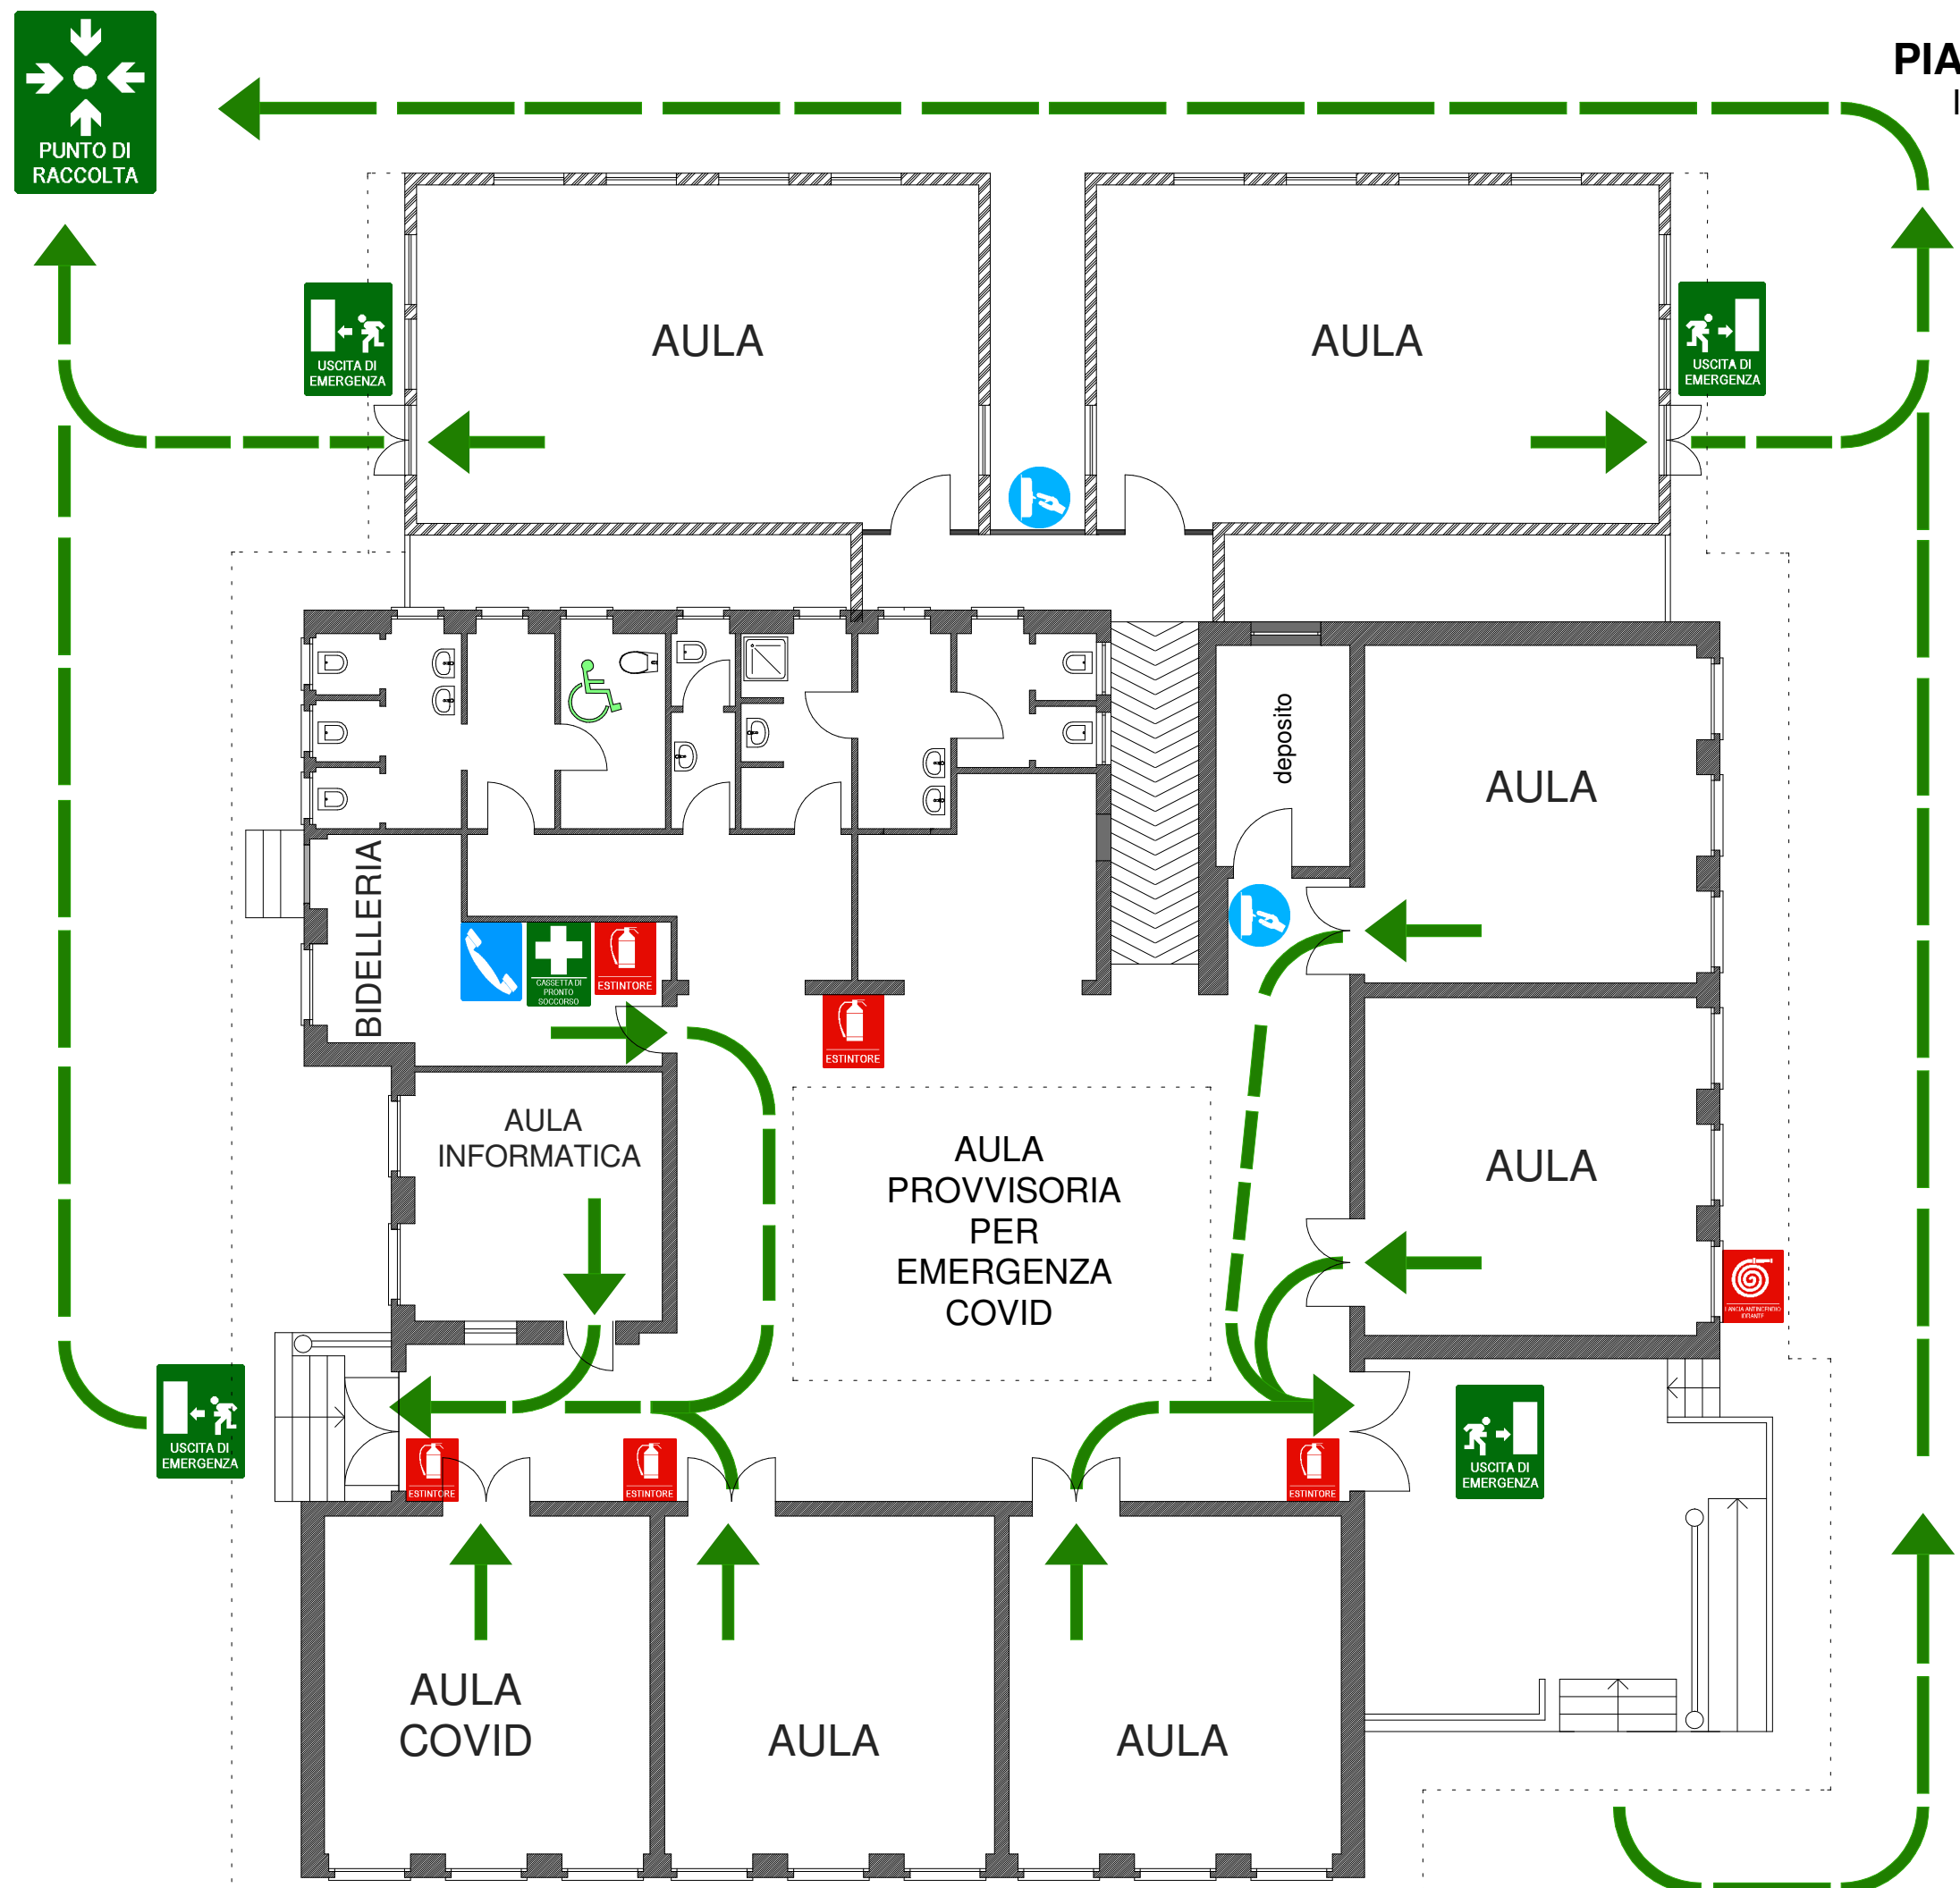 PUNTO DI
RACCOLTA
PIA
USCITA DI
EMERGENZA
AULA
AULA
USCITA DI
EMERGENZA
deposito
AULA
BIDELLERIA
CASSETTA DI
PRONTO
SOCCORSO
ESTINTORE
ESTINTORE
AULA
INFORMATICA
AULA
PROVVISORIA
PER
EMERGENZA
COVID
AULA
LANCIA ANTINCENDIO
USCITA DI
EMERGENZA
ESTINTORE
ESTINTORE
ESTINTORE
USCITA DI
EMERGENZA
AULA
COVID
AULA
AULA